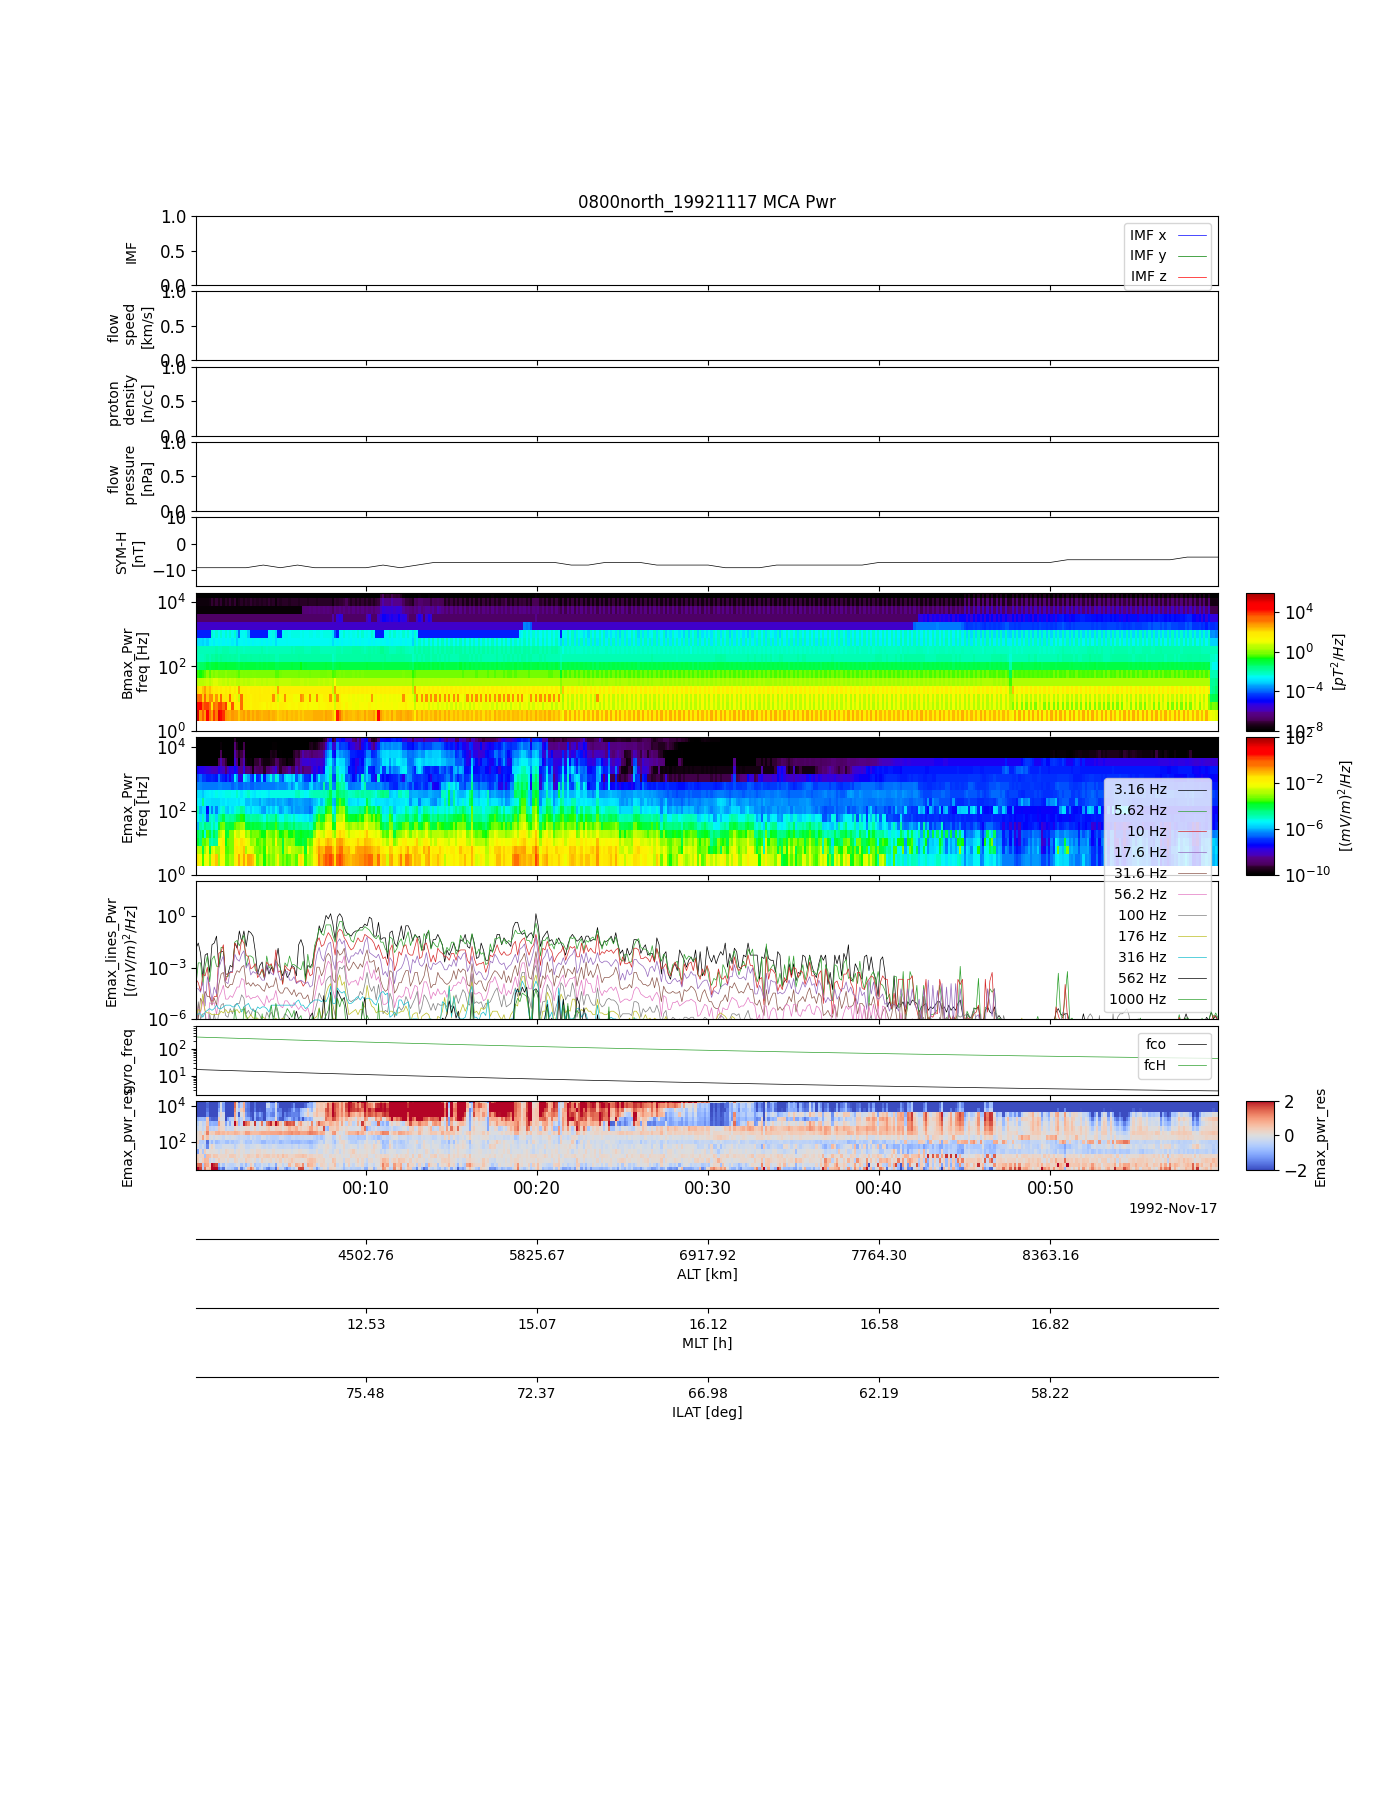 0800north_19921117 MCA Pwr
IMF
1.0
0.5
0.0
IMF x
IMF y
IMF z
flow
speed
[km/s]
1.0
0.5
0.0
proton
density
[n/cc]
1.0
0.5
0.0
flow
pressure
[nPa]
1.0
0.5
0.0
SYM-H
[nT]
10
0
−10
Bmax_Pwr
freq [Hz]
10^4
10^2
10^0
10^4
10^0
10^−4
10^−8
[pT^2/Hz]
Emax_Pwr
freq [Hz]
10^4
10^2
10^0
10^2
10^−2
10^−6
10^−10
[(mV/m)^2/Hz]
3.16 Hz
5.62 Hz
10 Hz
17.6 Hz
31.6 Hz
56.2 Hz
100 Hz
176 Hz
316 Hz
562 Hz
1000 Hz
Emax_lines_Pwr
[(mV/m)^2/Hz]
10^0
10^−3
10^−6
gyro_freq
10^2
10^1
fco
fcH
Emax_pwr_res
10^4
10^2
2
0
−2
Emax_pwr_res
00:10 00:20 00:30 00:40 00:50
1992-Nov-17
4502.76 5825.67 6917.92 7764.30 8363.16
ALT [km]
12.53 15.07 16.12 16.58 16.82
MLT [h]
75.48 72.37 66.98 62.19 58.22
ILAT [deg]